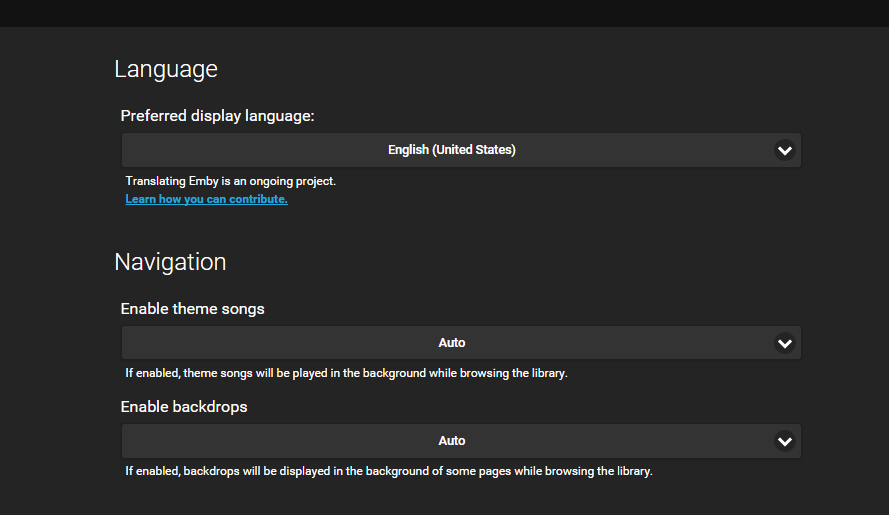 Language
Preferred display language:
English (United States)
Translating Emby is an ongoing project.
Learn how you can contribute.
Navigation
Enable theme songs
Auto
If enabled, theme songs will be played in the background while browsing the library.
Enable backdrops
Auto
If enabled, backdrops will be displayed in the background of some pages while browsing the library.